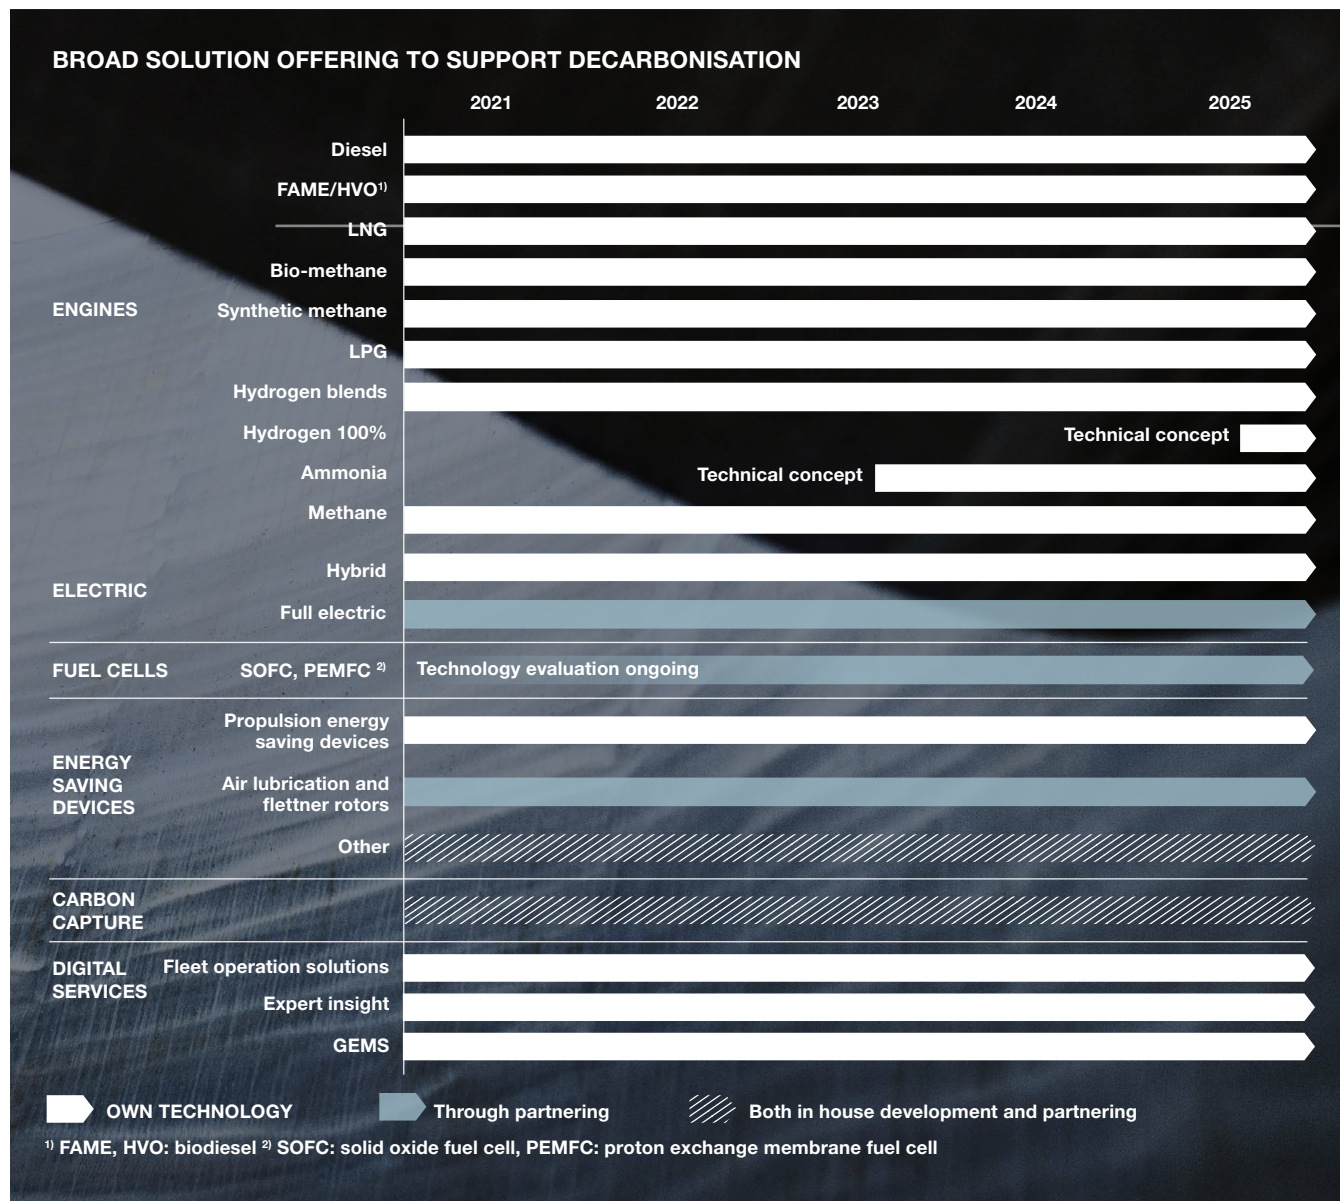 BROAD SOLUTION OFFERING TO SUPPORT DECARBONISATION
2021 2022 2023 2024 2025
Diesel
FAME/HVO¹⁾
LNG
Bio-methane
ENGINES Synthetic methane
LPG
Hydrogen blends
Hydrogen 100% Technical concept
Ammonia Technical concept
Methane
Hybrid
ELECTRIC
Full electric
FUEL CELLS SOFC, PEMFC ²⁾ Technology evaluation ongoing
Propulsion energy
saving devices
ENERGY
SAVING
DEVICES
Air lubrication and
flettner rotors
Other
CARBON
CAPTURE
DIGITAL
SERVICES
Fleet operation solutions
Expert insight
GEMS
OWN TECHNOLOGY Through partnering Both in house development and partnering
¹⁾ FAME, HVO: biodiesel ²⁾ SOFC: solid oxide fuel cell, PEMFC: proton exchange membrane fuel cell